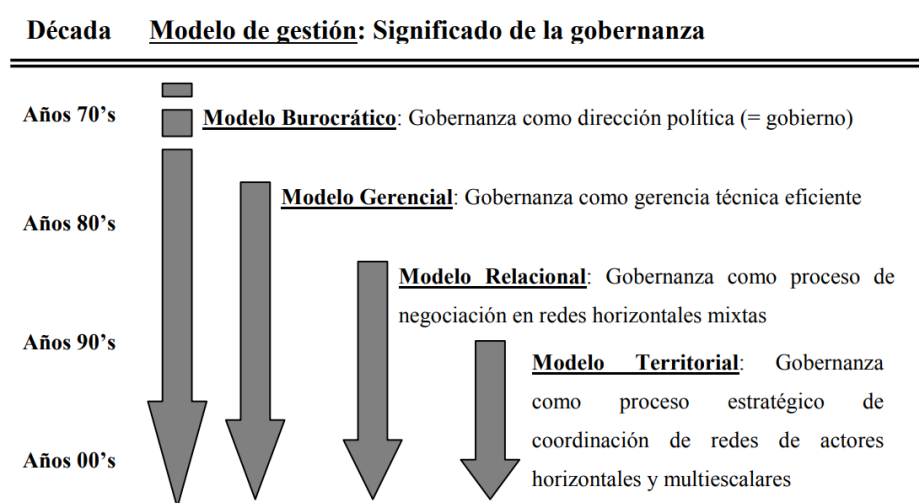 Década Modelo de gestión: Significado de la gobernanza
Años 70’s
Modelo Burocrático: Gobernanza como dirección política (= gobierno)
Modelo Gerencial: Gobernanza como gerencia técnica eficiente
Años 80’s
Modelo Relacional: Gobernanza como proceso de
negociación en redes horizontales mixtas
Años 90’s
Modelo Territorial: Gobernanza
como proceso estratégico de
coordinación de redes de actores
horizontales y multiescalares
Años 00’s